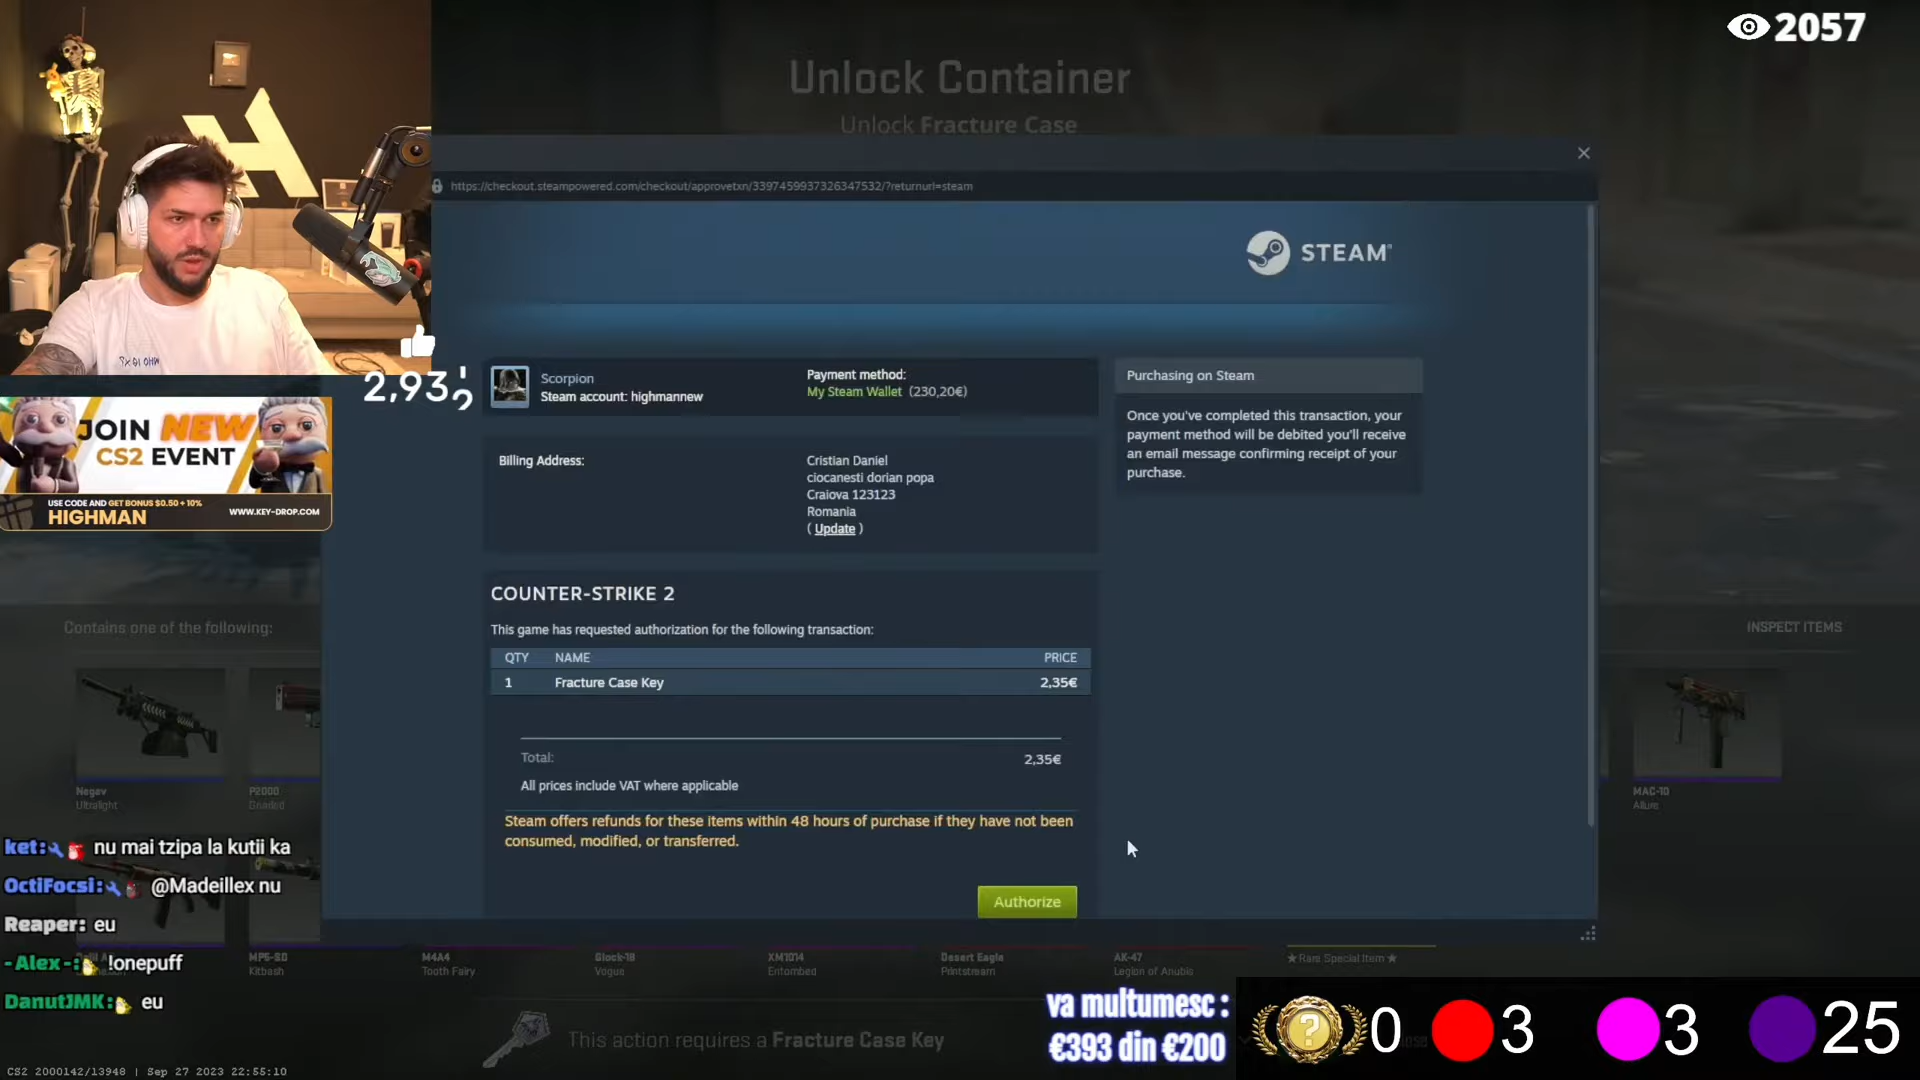 2057
Unlock Container
Unlock Fracture Case
https://checkout.steampowered.com/checkout/approvetxn/3397459937326347532/?returnurl=steam
STEAM
2,93
Scorpion
Steam account: highmannew
Payment method:
My Steam Wallet (230,20€)
Purchasing on Steam
Once you've completed this transaction, your
payment method will be debited you'll receive
an email message confirming receipt of your
purchase.
JOIN NEW
CS2 EVENT
USE CODE AND GET BONUS $0.50 + 10%
HIGHMAN
WWW.KEY-DROP.COM
Billing Address:
Cristian Daniel
ciocanesti dorian popa
Craiova 123123
Romania
( Update )
COUNTER-STRIKE 2
This game has requested authorization for the following transaction:
QTY NAME PRICE
1 Fracture Case Key 2,35€
Total: 2,35€
All prices include VAT where applicable
Steam offers refunds for these items within 48 hours of purchase if they have not been
consumed, modified, or transferred.
Authorize
Contains one of the following:
INSPECT ITEMS
Negev
Ultralight
P2000
Gnarled
MAC-10
Allure
ket: nu mai tzipa la kutii ka
OctiFocsi: @Madeillex nu
Reaper: eu
-Alex-: !onepuff
DanutJMK: eu
MP5-SD
Kitbash
M4A4
Tooth Fairy
Glock-18
Vogue
XM1014
Entombed
Desert Eagle
Printstream
AK-47
Legion of Anubis
★ Rare Special Item ★
This action requires a Fracture Case Key
va multumesc :
€393 din €200
0 3 3 25
CS2 2000142/13948 | Sep 27 2023 22:55:10